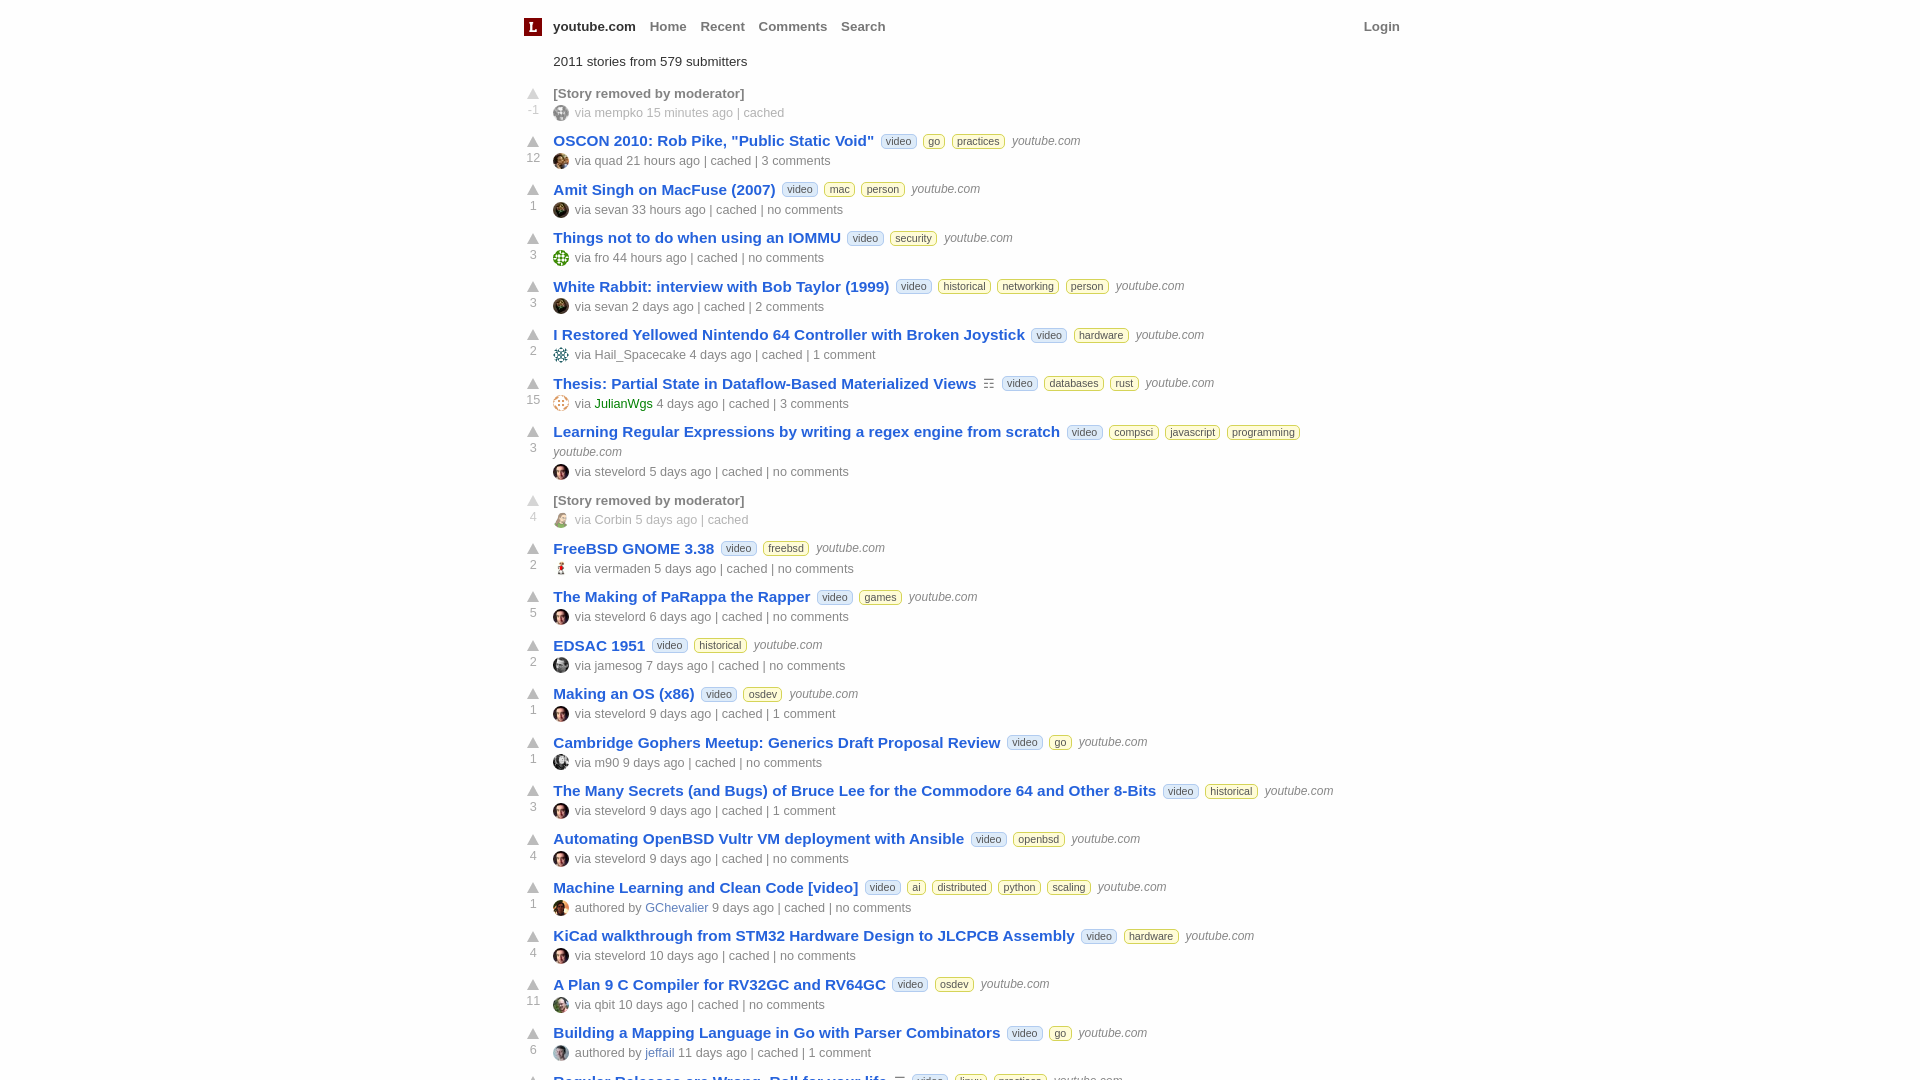 L youtube.com Home Recent Comments Search Login
2011 stories from 579 submitters
[Story removed by moderator]
-1 via mempko 15 minutes ago | cached
OSCON 2010: Rob Pike, "Public Static Void" video go practices youtube.com
12 via quad 21 hours ago | cached | 3 comments
Amit Singh on MacFuse (2007) video mac person youtube.com
1 via sevan 33 hours ago | cached | no comments
Things not to do when using an IOMMU video security youtube.com
3 via fro 44 hours ago | cached | no comments
White Rabbit: interview with Bob Taylor (1999) video historical networking person youtube.com
3 via sevan 2 days ago | cached | 2 comments
I Restored Yellowed Nintendo 64 Controller with Broken Joystick video hardware youtube.com
2 via Hail_Spacecake 4 days ago | cached | 1 comment
Thesis: Partial State in Dataflow-Based Materialized Views ☶ video databases rust youtube.com
15 via JulianWgs 4 days ago | cached | 3 comments
Learning Regular Expressions by writing a regex engine from scratch video compsci javascript programming
3 youtube.com
via stevelord 5 days ago | cached | no comments
[Story removed by moderator]
4 via Corbin 5 days ago | cached
FreeBSD GNOME 3.38 video freebsd youtube.com
2 via vermaden 5 days ago | cached | no comments
The Making of PaRappa the Rapper video games youtube.com
5 via stevelord 6 days ago | cached | no comments
EDSAC 1951 video historical youtube.com
2 via jamesog 7 days ago | cached | no comments
Making an OS (x86) video osdev youtube.com
1 via stevelord 9 days ago | cached | 1 comment
Cambridge Gophers Meetup: Generics Draft Proposal Review video go youtube.com
1 via m90 9 days ago | cached | no comments
The Many Secrets (and Bugs) of Bruce Lee for the Commodore 64 and Other 8-Bits video historical youtube.com
3 via stevelord 9 days ago | cached | 1 comment
Automating OpenBSD Vultr VM deployment with Ansible video openbsd youtube.com
4 via stevelord 9 days ago | cached | no comments
Machine Learning and Clean Code [video] video ai distributed python scaling youtube.com
1 authored by GChevalier 9 days ago | cached | no comments
KiCad walkthrough from STM32 Hardware Design to JLCPCB Assembly video hardware youtube.com
4 via stevelord 10 days ago | cached | no comments
A Plan 9 C Compiler for RV32GC and RV64GC video osdev youtube.com
11 via qbit 10 days ago | cached | no comments
Building a Mapping Language in Go with Parser Combinators video go youtube.com
6 authored by jeffail 11 days ago | cached | 1 comment
Regular Releases are Wrong, Roll for your life ☶ video linux practices youtube.com